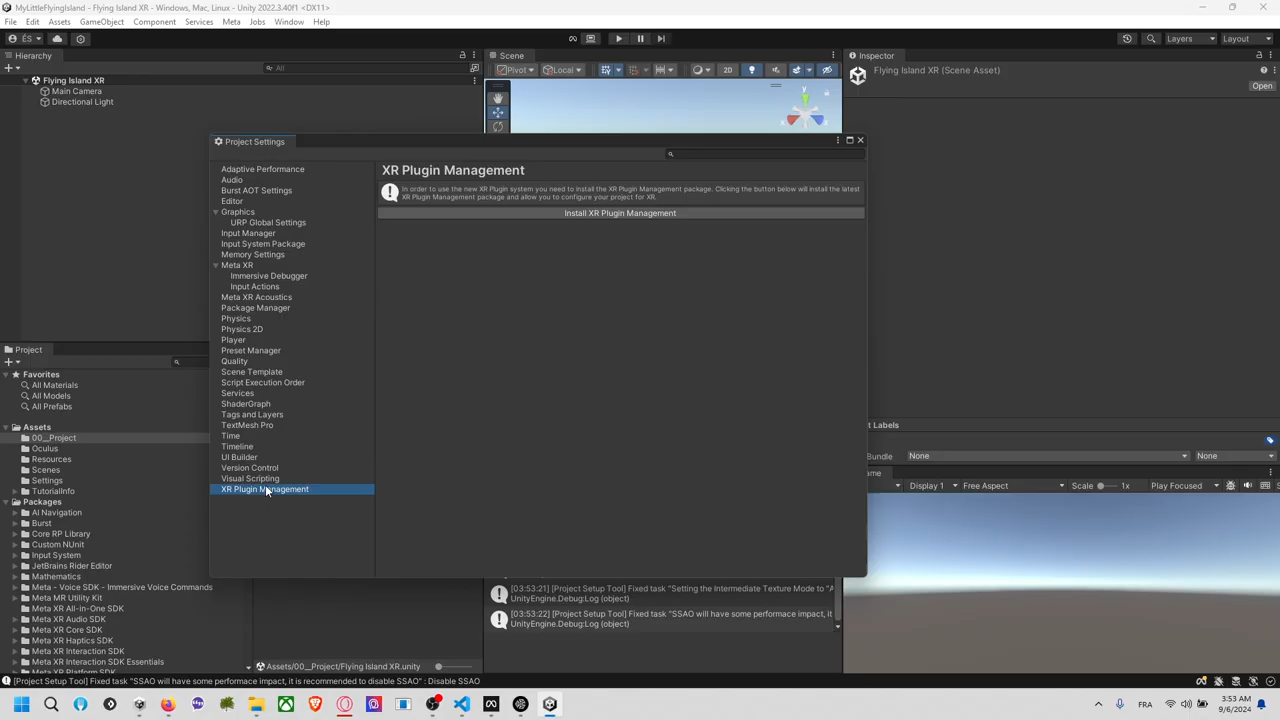 MyLittleFlyingIsland - Flying Island XR - Windows, Mac, Linux - Unity 2022.3.40f1 <DX11>
File Edit Assets GameObject Component Services Meta Jobs Window Help
ÉS
Layers Layout
Hierarchy
All
Flying Island XR
Main Camera
Directional Light
Scene
Pivot Local 2D
Inspector
Flying Island XR (Scene Asset)
Open
Project Settings
Adaptive Performance
Audio
Burst AOT Settings
Editor
Graphics
URP Global Settings
Input Manager
Input System Package
Memory Settings
Meta XR
Immersive Debugger
Input Actions
Meta XR Acoustics
Package Manager
Physics
Physics 2D
Player
Preset Manager
Quality
Scene Template
Script Execution Order
Services
ShaderGraph
Tags and Layers
TextMesh Pro
Time
Timeline
UI Builder
Version Control
Visual Scripting
XR Plugin Management
XR Plugin Management
In order to use the new XR Plugin system you need to install the XR Plugin Management package. Clicking the button below will install the latest
XR Plugin Management package and allow you to configure your project for XR.
Install XR Plugin Management
Project
Favorites
All Materials
All Models
All Prefabs
Assets
00__Project
Oculus
Resources
Scenes
Settings
TutorialInfo
Packages
AI Navigation
Burst
Core RP Library
Custom NUnit
Input System
JetBrains Rider Editor
Mathematics
Meta - Voice SDK - Immersive Voice Commands
Meta MR Utility Kit
Meta XR All-in-One SDK
Meta XR Audio SDK
Meta XR Core SDK
Meta XR Haptics SDK
Meta XR Interaction SDK
Meta XR Interaction SDK Essentials
Meta XR Platform SDK
Assets/00__Project/Flying Island XR.unity
[03:53:21] [Project Setup Tool] Fixed task "Setting the Intermediate Texture Mode to "A
UnityEngine.Debug:Log (object)
[03:53:22] [Project Setup Tool] Fixed task "SSAO will have some performace impact, it
UnityEngine.Debug:Log (object)
t Labels
Bundle None None
ame
Display 1 Free Aspect Scale 1x Play Focused
[Project Setup Tool] Fixed task "SSAO will have some performace impact, it is recommended to disable SSAO" : Disable SSAO
FRA
3:53 AM
9/6/2024